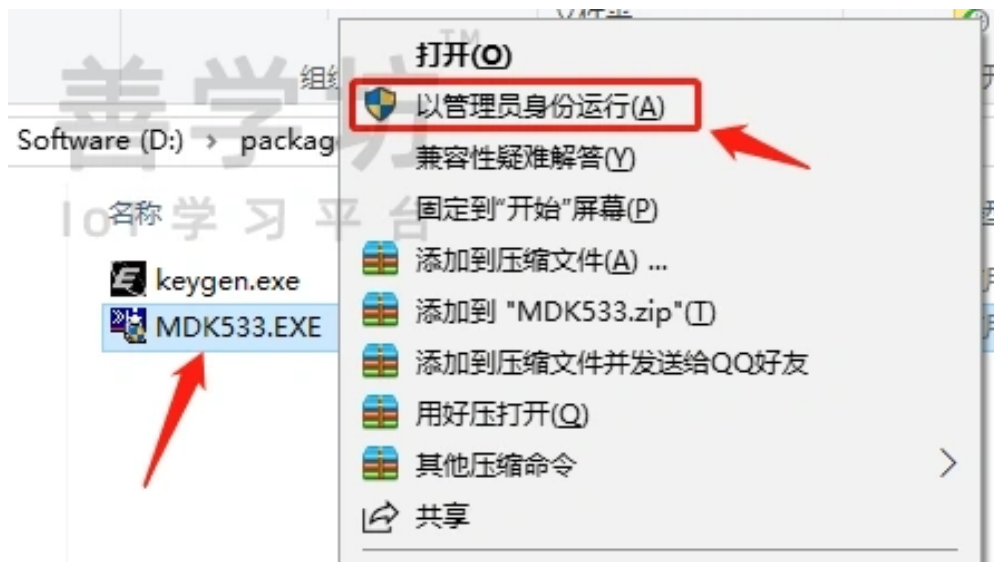 打开(O)
组织
以管理员身份运行(A)
Software (D:) › packag
兼容性疑难解答(Y)
名称
固定到"开始"屏幕(P)
善学坊™
IoT学习平台
添加到压缩文件(A) ...
keygen.exe
添加到 "MDK533.zip"(T)
MDK533.EXE
添加到压缩文件并发送给QQ好友
用好压打开(Q)
其他压缩命令
共享